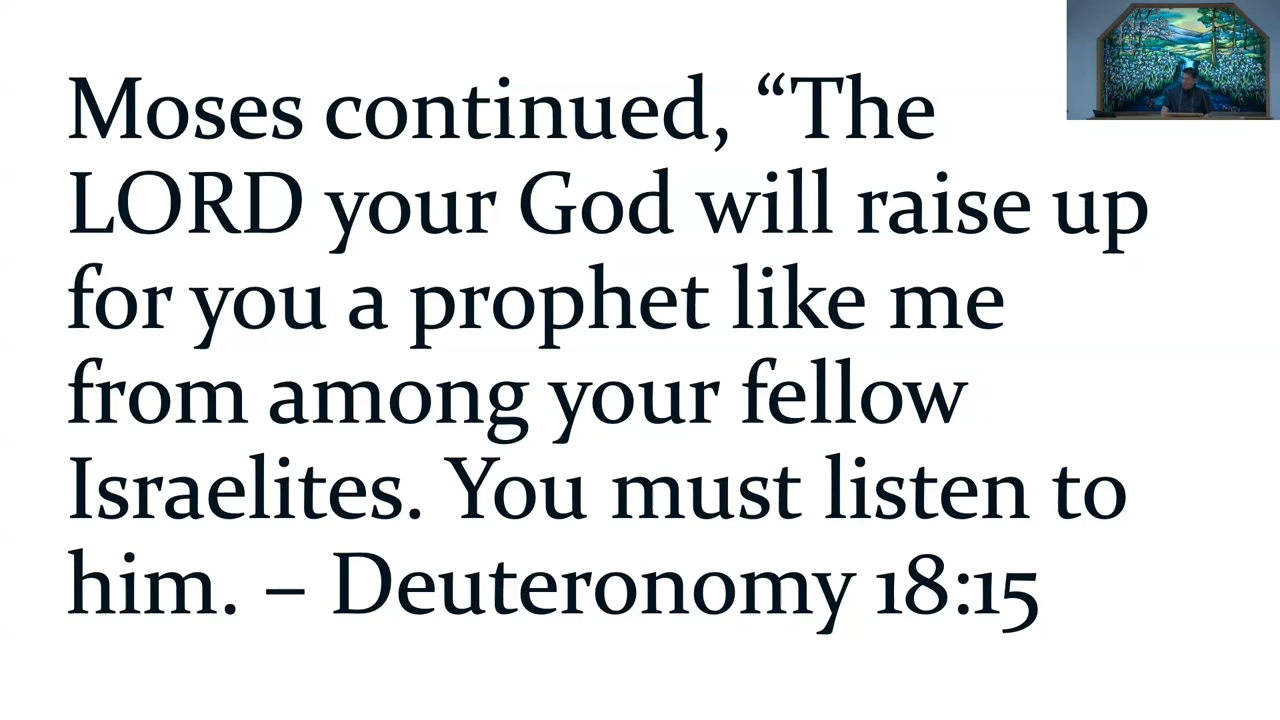 Moses continued, “The
LORD your God will raise up
for you a prophet like me
from among your fellow
Israelites. You must listen to
him. – Deuteronomy 18:15